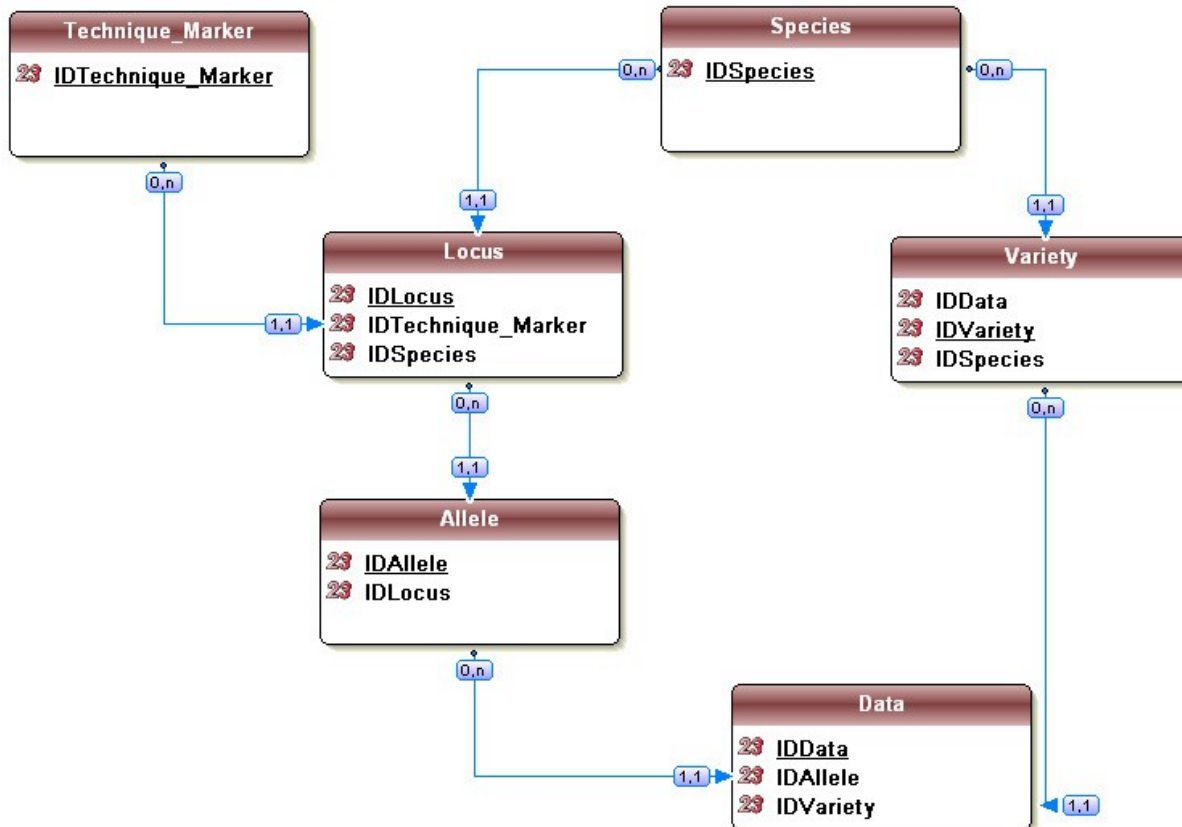 Technique_Marker
23 IDTechnique_Marker
0,n
Species
23 IDSpecies
0,n
0,n
1,1
1,1
1,1
Locus
23 IDLocus
23 IDTechnique_Marker
23 IDSpecies
0,n
Variety
23 IDData
23 IDVariety
23 IDSpecies
0,n
1,1
Allele
23 IDAllele
23 IDLocus
0,n
1,1
Data
23 IDData
23 IDAllele
23 IDVariety
1,1